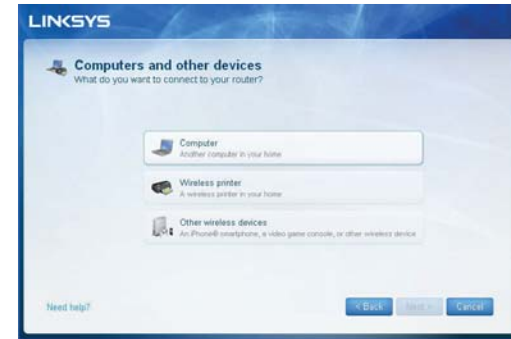 LINKSYS
Computers and other devices
What do you want to connect to your router?
Computer
Another computer in your home
Wireless printer
A wireless printer in your home
Other wireless devices
An iPhone® smartphone, a video game console, or other wireless device
Need help?
< Back
Next >
Cancel